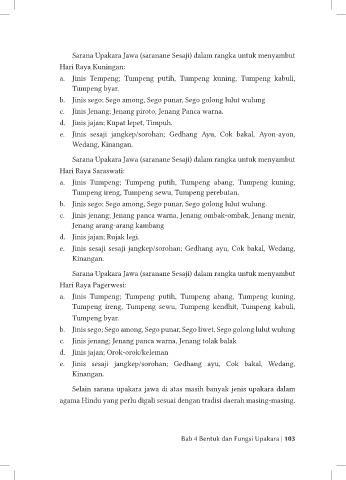 Sarana Upakara Jawa (saranane Sesaji) dalam rangka untuk menyambut
Hari Raya Kuningan:
a. Jinis Tempeng; Tumpeng putih, Tumpeng kuning, Tumpeng kabuli,
Tumpeng byar.
b. Jinis sego; Sego among, Sego punar, Sego golong lulut wulung
c. Jinis Jenang; Jenang piroto, Jenang Panca warna.
d. Jinis jajan; Kupat lepet, Timpuh.
e. Jinis sesaji jangkep/sorohan; Gedhang Ayu, Cok bakal, Ayon-ayon,
Wedang, Kinangan.
Sarana Upakara Jawa (saranane Sesaji) dalam rangka untuk menyambut
Hari Raya Saraswati:
a. Jinis Tumpeng; Tumpeng putih, Tumpeng abang, Tumpeng kuning,
Tumpeng ireng, Tumpeng sewu, Tumpeng perebutan.
b. Jinis sego; Sego among, Sego punar, Sego golong lulut wulung.
c. Jinis jenang; Jenang panca warna, Jenang ombak-ombak, Jenang menir,
Jenang arang-arang kambang
d. Jinis jajan; Rujak legi.
e. Jinis sesaji sesaji jangkep/sorohan; Gedhang ayu, Cok bakal, Wedang,
Kinangan.
Sarana Upakara Jawa (saranane Sesaji) dalam rangka untuk menyambut
Hari Raya Pagerwesi:
a. Jinis Tumpeng; Tumpeng putih, Tumpeng abang, Tumpeng kuning,
Tumpeng ireng, Tumpeng sewu, Tumpeng kendhit, Tumpeng kabuli,
Tumpeng byar.
b. Jinis sego; Sego among, Sego punar, Sego liwet, Sego golong lulut wulung
c. Jinis jenang; Jenang panca warna, Jenang tolak balak
d. Jinis jajan; Orok-orok/keleman
e. Jinis sesaji jangkep/sorohan; Gedhang ayu, Cok bakal, Wedang,
Kinangan.
Selain sarana upakara jawa di atas masih banyak jenis upakara dalam
agama Hindu yang perlu digali sesuai dengan tradisi daerah masing-masing.
Bab 4 Bentuk dan Fungsi Upakara | 103